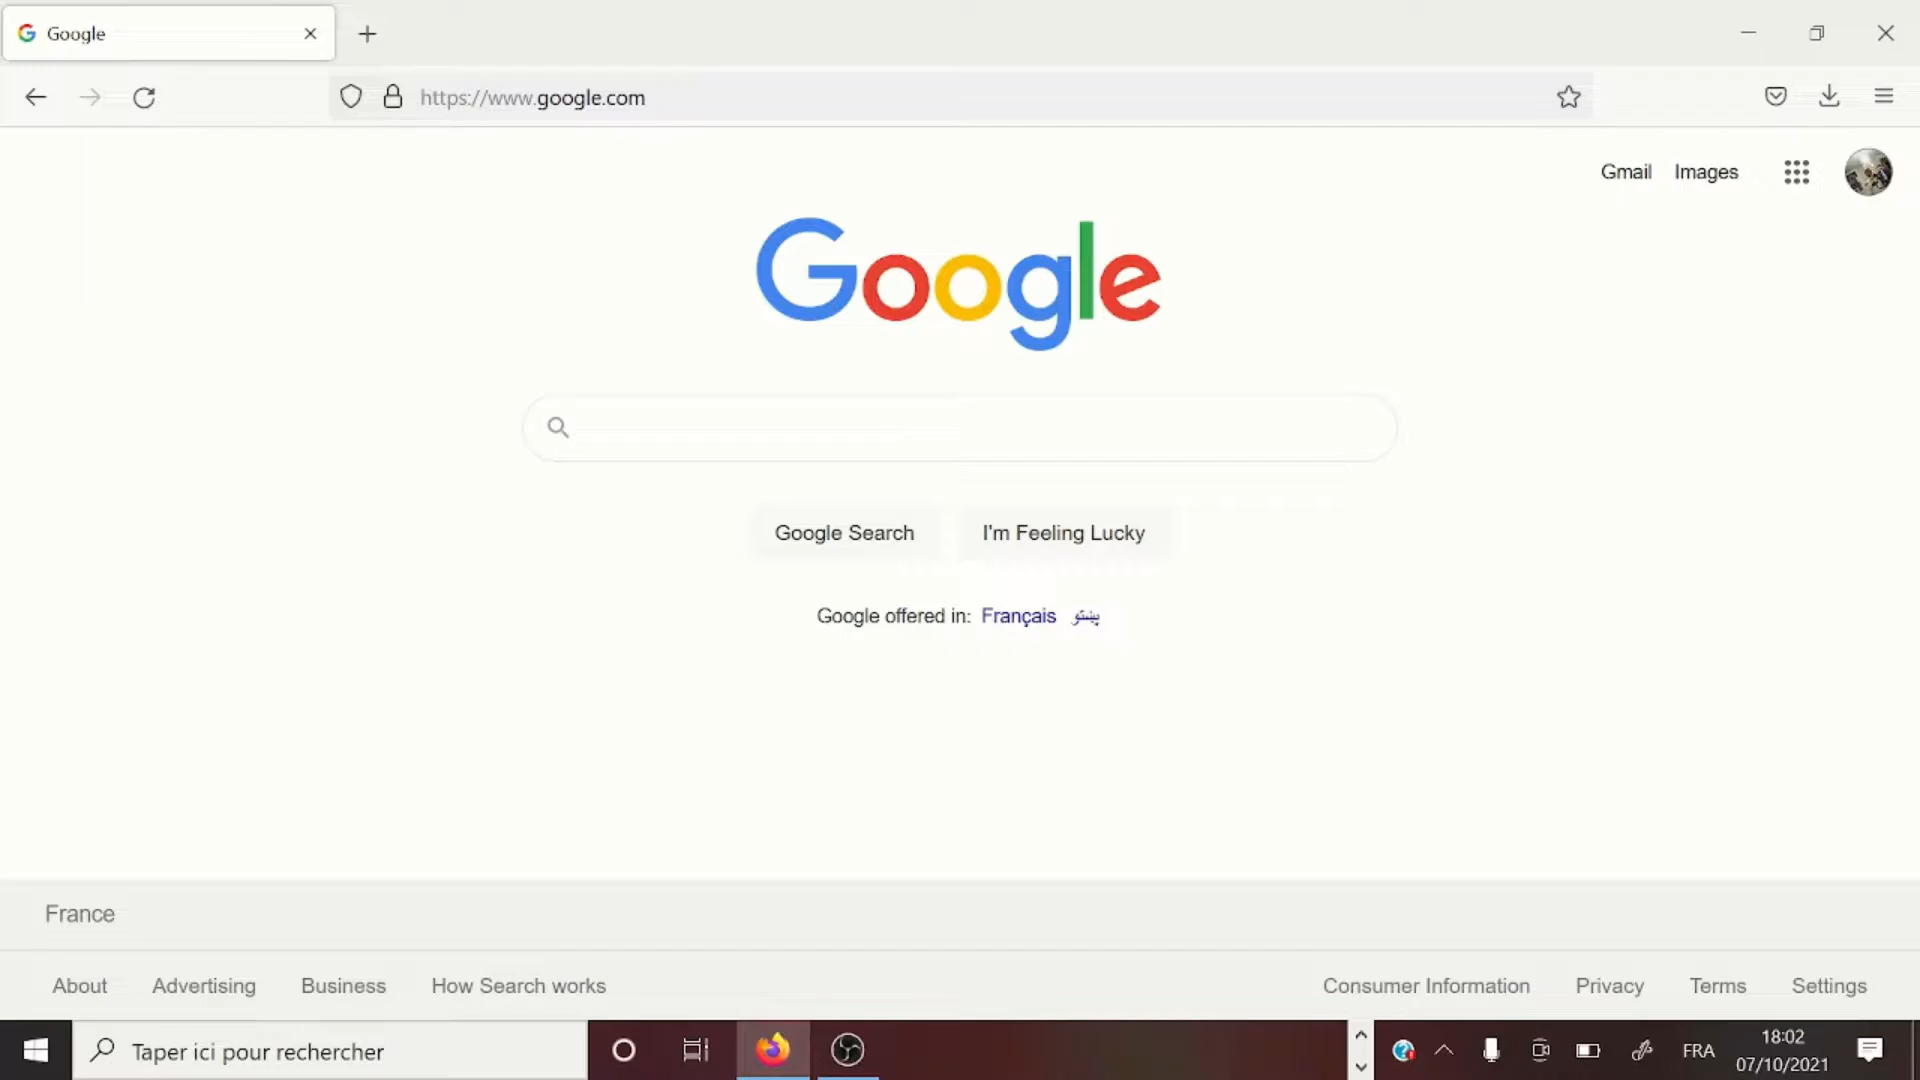 Google
https://www.google.com
Gmail Images
Google
Google Search I'm Feeling Lucky
Google offered in: Français پښتو
France
About Advertising Business How Search works Consumer Information Privacy Terms Settings
Taper ici pour rechercher
FRA
18:02
07/10/2021